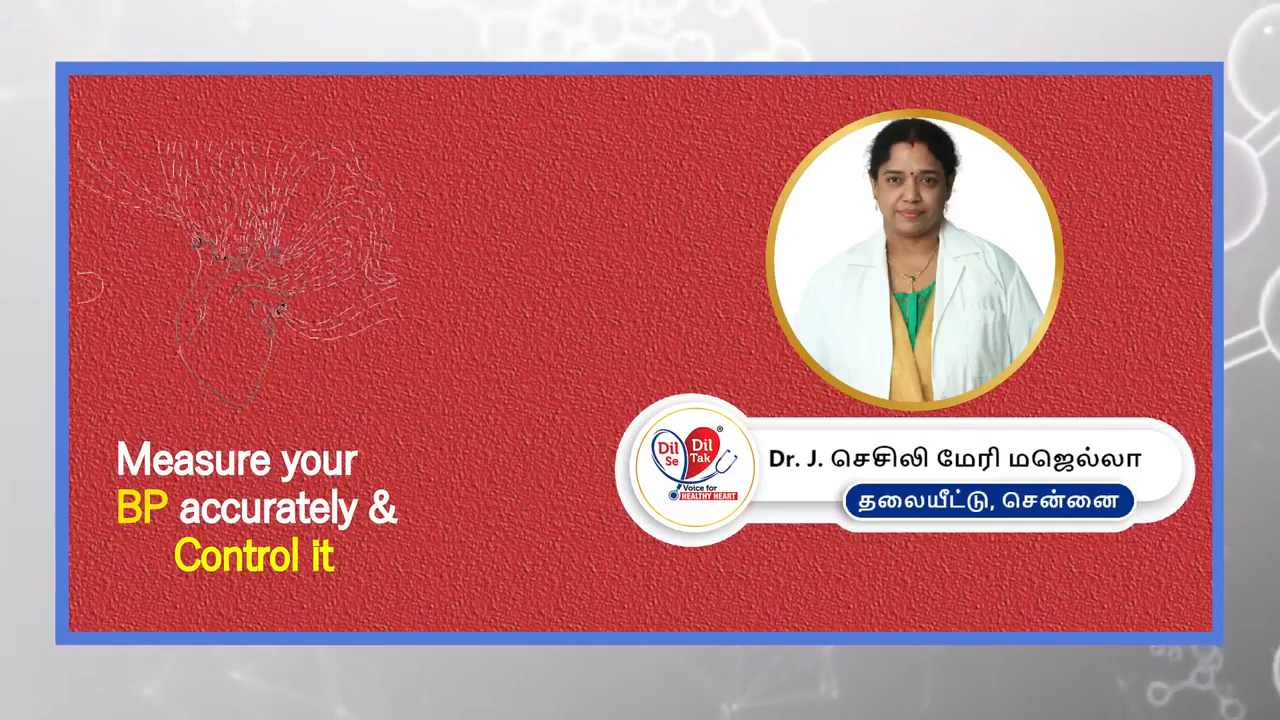 Measure your
BP accurately &
Control it
Dil
Se
Dil
Tak
®
Voice for
HEALTHY HEART
Dr. J. செசிலி மேரி மஜெல்லா
தலையீட்டு, சென்னை